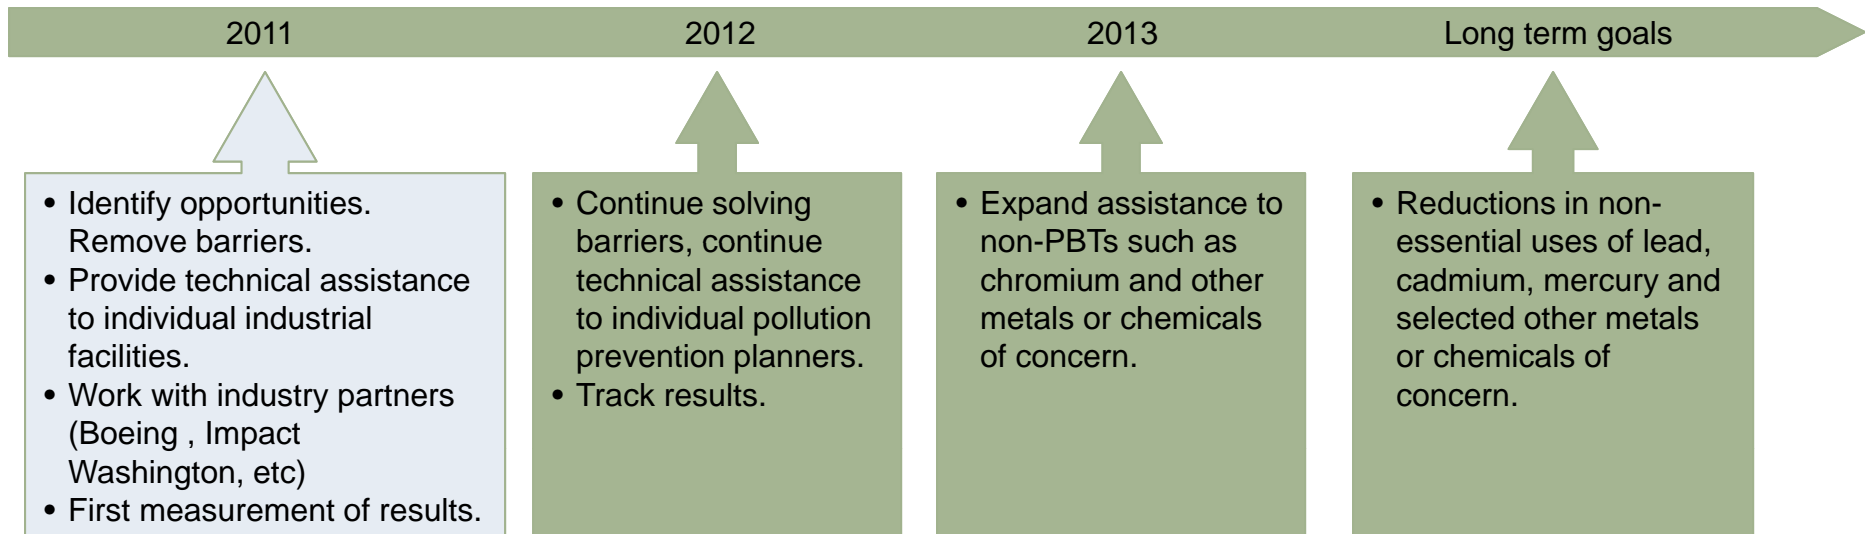 2011
2012
2013
Long term goals
• Identify opportunities.
Remove barriers.
• Provide technical assistance
to individual industrial
facilities.
• Work with industry partners
(Boeing , Impact
Washington, etc)
• First measurement of results.
• Continue solving
barriers, continue
technical assistance
to individual pollution
prevention planners.
• Track results.
• Expand assistance to
non-PBTs such as
chromium and other
metals or chemicals
of concern.
• Reductions in non-
essential uses of lead,
cadmium, mercury and
selected other metals
or chemicals of
concern.